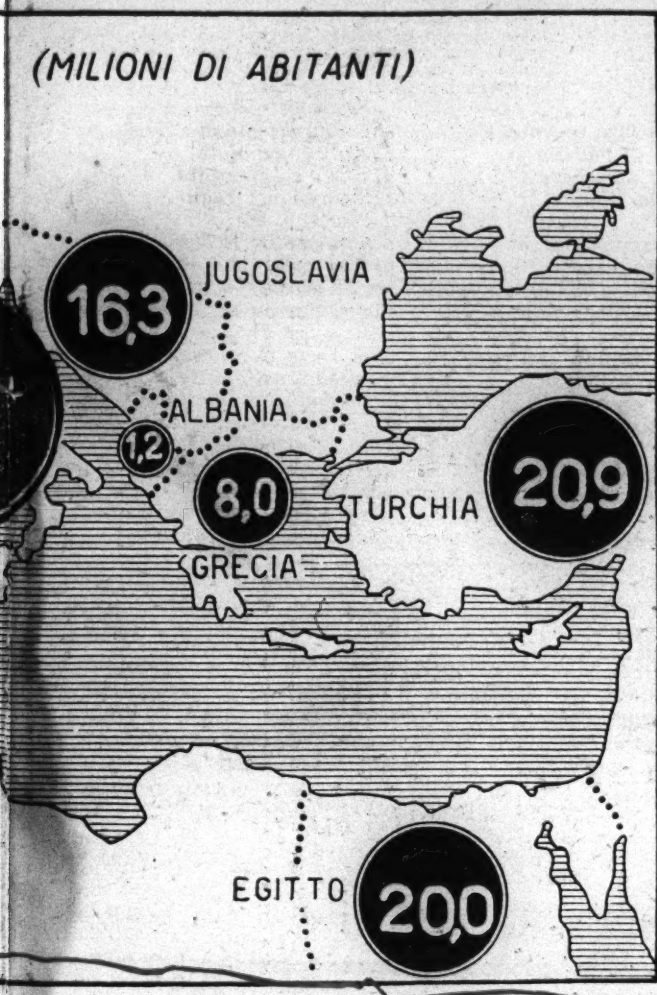 (MILIONI DI ABITANTI)
JUGOSLAVIA
16,3
ALBANIA
1,2
8,0
20,9
TURCHIA
GRECIA
EGITTO
20,0